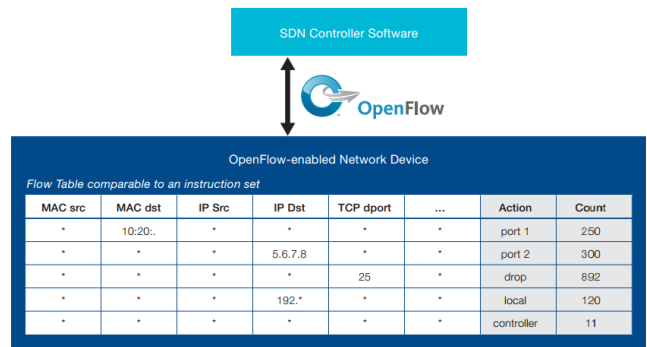 SDN Controller Software
OpenFlow
OpenFlow-enabled Network Device
Flow Table comparable to an instruction set
MAC src MAC dst IP Src IP Dst TCP dport ... Action Count
* 10:20:. * * * * port 1 250
* * * 5.6.7.8 * * port 2 300
* * * * 25 * drop 892
* * * 192.* * * local 120
* * * * * * controller 11